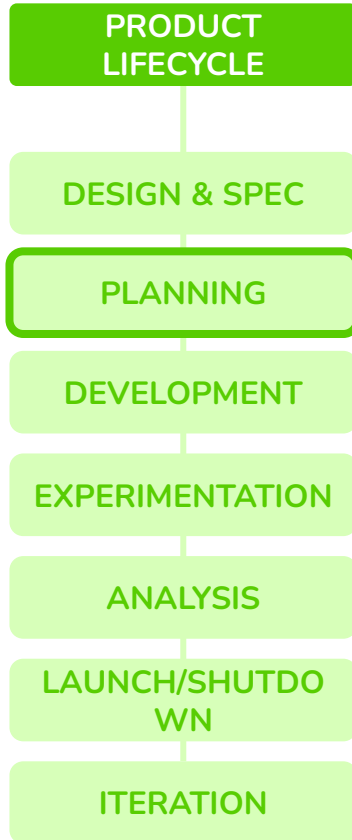 PRODUCT
LIFECYCLE
DESIGN & SPEC
PLANNING
DEVELOPMENT
EXPERIMENTATION
ANALYSIS
LAUNCH/SHUTDO
WN
ITERATION